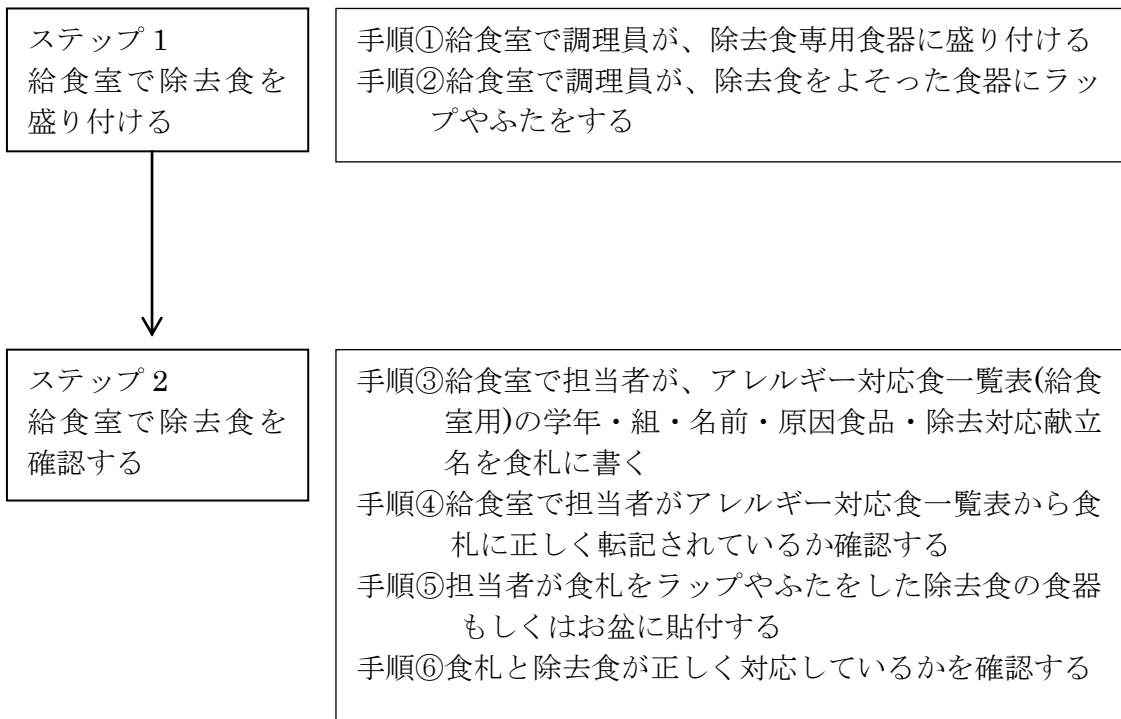 ステップ 1
給食室で除去食を
盛り付ける
手順①給食室で調理員が、除去食専用食器に盛り付ける
手順②給食室で調理員が、除去食をよそった食器にラッ
プやふたをする
ステップ 2
給食室で除去食を
確認する
手順③給食室で担当者が、アレルギー対応食一覧表(給食
室用)の学年・組・名前・原因食品・除去対応献立
名を食札に書く
手順④給食室で担当者がアレルギー対応食一覧表から食
札に正しく転記されているか確認する
手順⑤担当者が食札をラップやふたをした除去食の食器
もしくはお盆に貼付する
手順⑥食札と除去食が正しく対応しているかを確認する